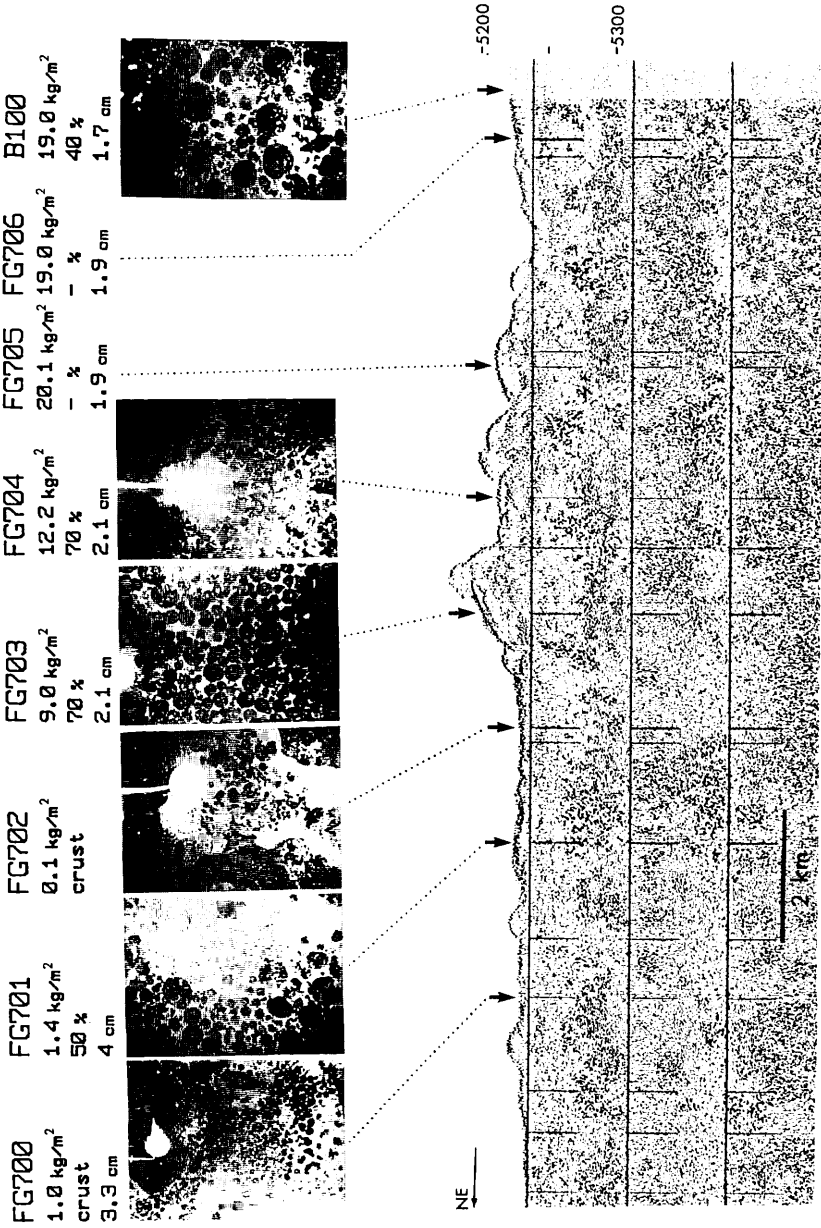 FG700
1.0 kg/m²
crust
3.3 cm
FG701
1.4 kg/m²
50 %
4 cm
FG702
0.1 kg/m²
crust
FG703
9.0 kg/m²
70 %
2.1 cm
FG704
12.2 kg/m²
70 %
2.1 cm
FG705
20.1 kg/m²
- %
1.9 cm
FG706
19.0 kg/m²
- %
1.9 cm
B100
19.0 kg/m²
40 %
1.7 cm
NE
-5200
-
-5300
2 km